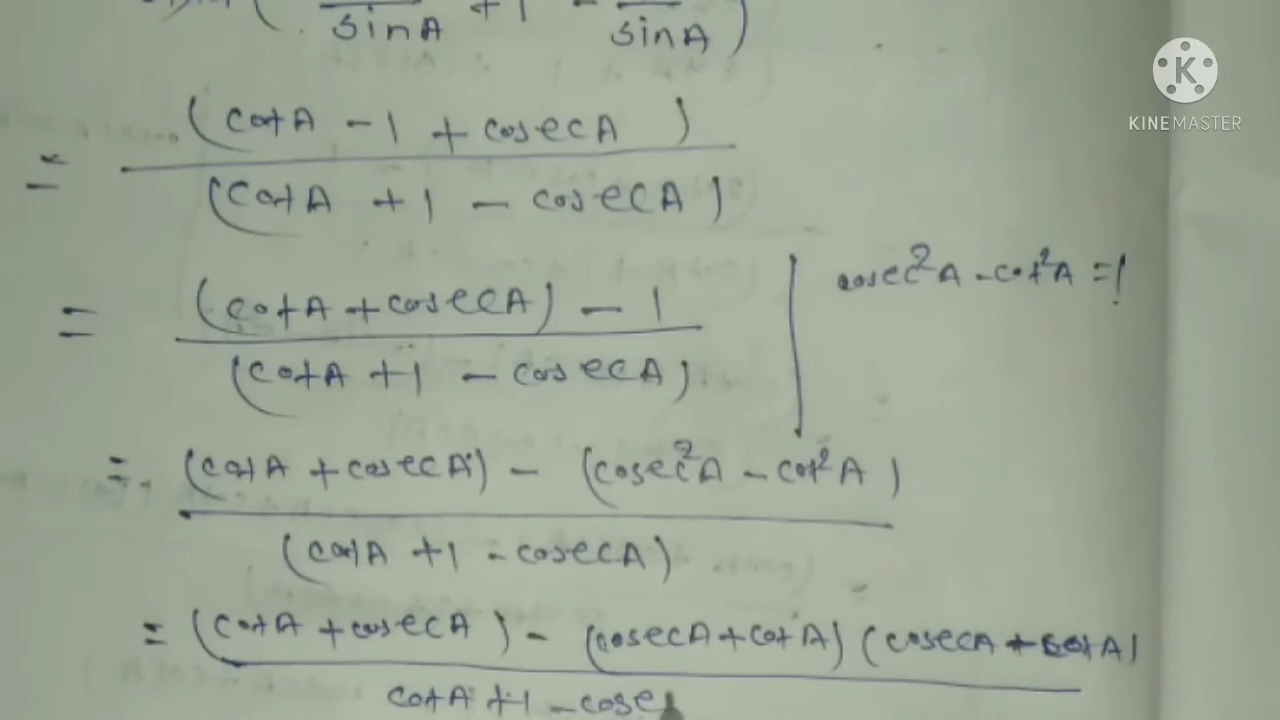 sinA + 1 - sinA )
KINEMASTER
(cotA - 1 + cosecA )
= (cotA + 1 - cosecA)
cosec²A - cot²A = 1
= (cotA + cosecA) - 1
(cotA + 1 - cosecA)
= (cotA + cosecA) - (cosec²A - cot²A )
(cotA + 1 - cosecA)
= (cotA + cosecA ) - (cosecA + cotA) (cosecA - cotA)
cotA + 1 - cose